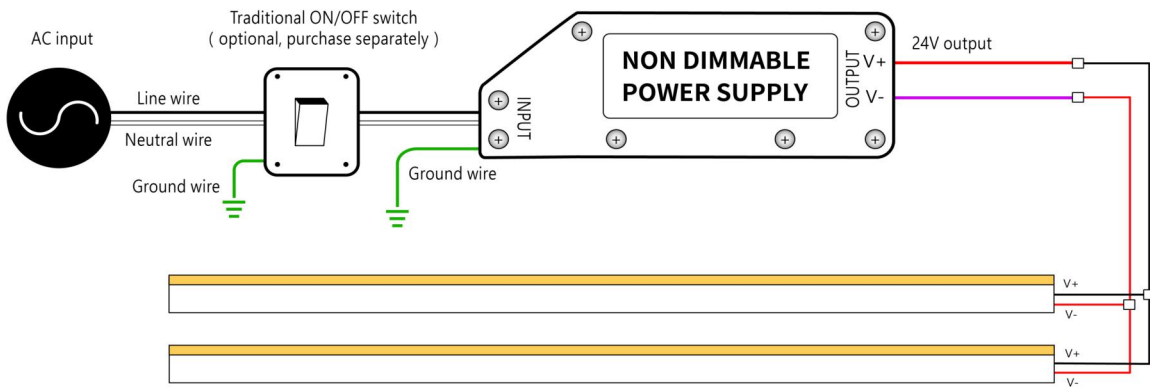 AC input
Traditional ON/OFF switch
( optional, purchase separately )
Line wire
Neutral wire
Ground wire
Ground wire
INPUT
NON DIMMABLE
POWER SUPPLY
OUTPUT
V+
V-
24V output
V+
V-
V+
V-